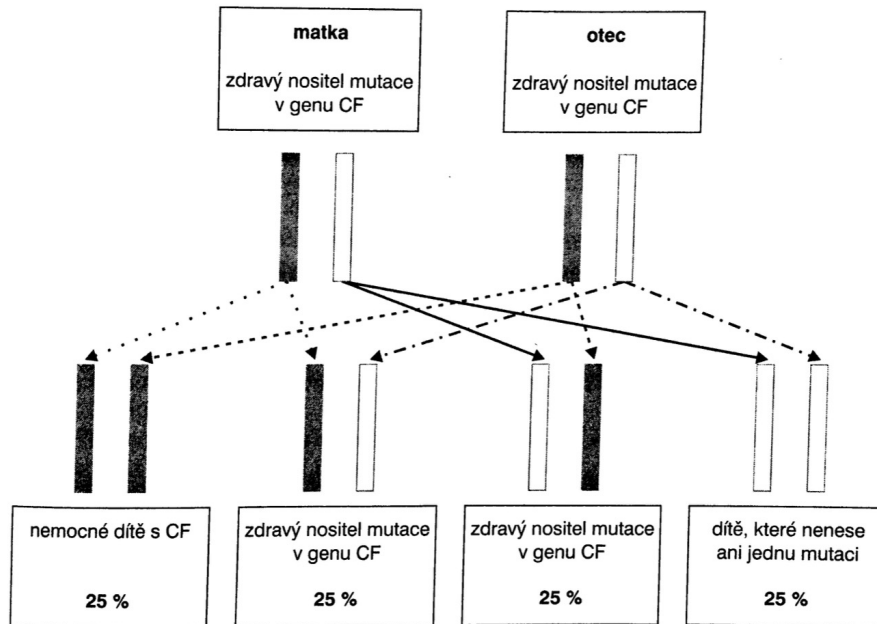 matka
zdravý nositel mutace
v genu CF
otec
zdravý nositel mutace
v genu CF
nemocné dítě s CF
25 %
zdravý nositel mutace
v genu CF
25 %
zdravý nositel mutace
v genu CF
25 %
dítě, které nenese
ani jednu mutaci
25 %